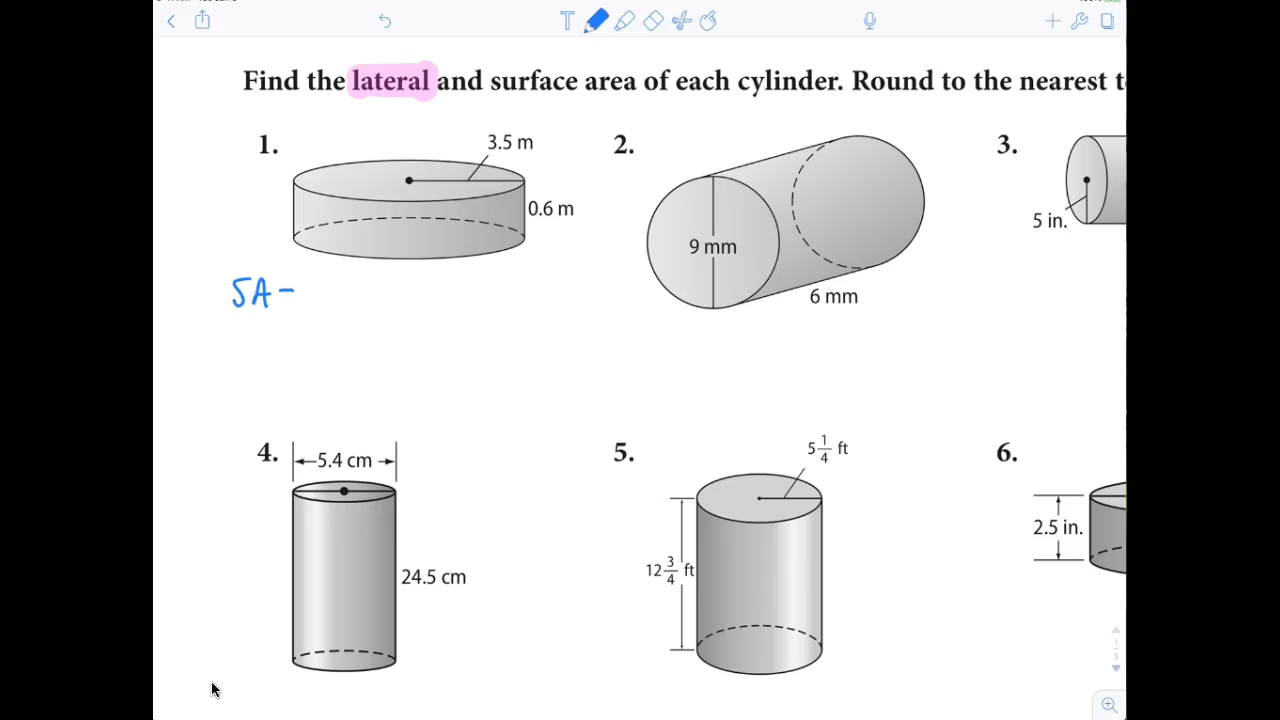 Find the lateral and surface area of each cylinder. Round to the nearest t
1.
3.5 m
0.6 m
2.
9 mm
6 mm
3.
5 in.
SA -
4.
5.4 cm
24.5 cm
5.
5 1/4 ft
12 3/4 ft
6.
2.5 in.